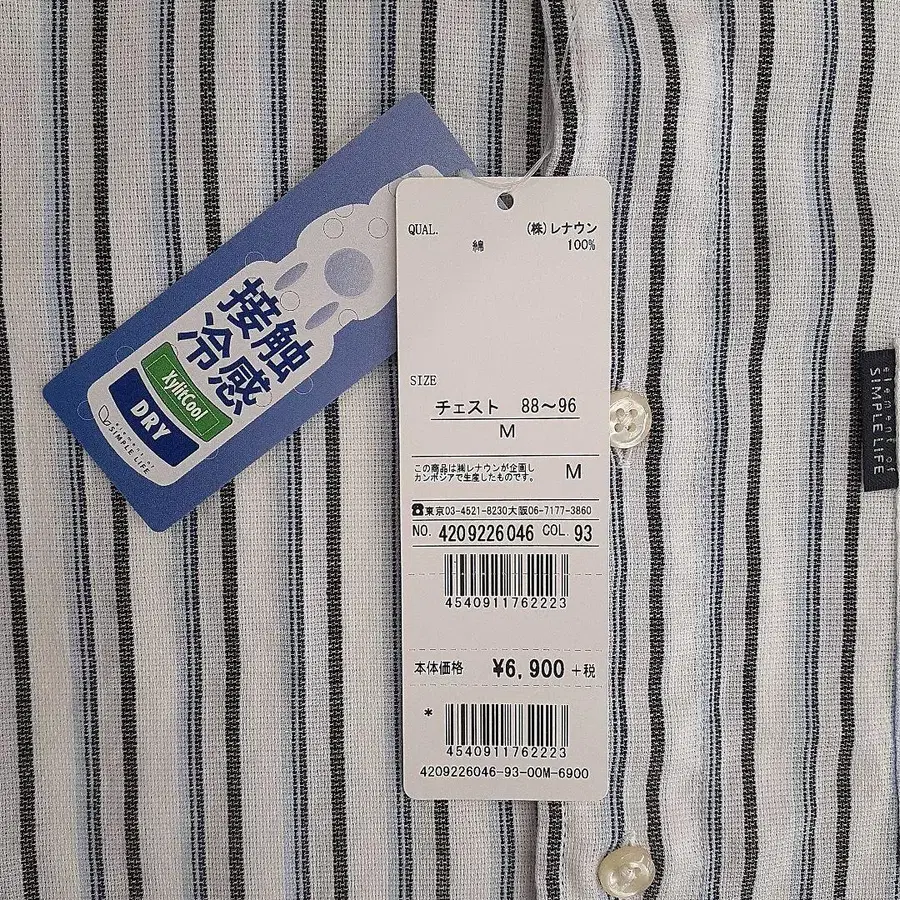 接触
冷感
XylitCool
DRY
element of
SIMPLE LIFE
QUAL.
(株)レナウン
綿 100%
SIZE
チェスト 88～96
M
この商品は㈱レナウンが企画し
カンボジアで生産したものです。
M
☎東京03-4521-8230大阪06-7177-3860
NO. 4209226046 COL. 93
4540911762223
本体価格 ¥6,900 +税
*
4540911762223
4209226046-93-00M-6900
element of
SIMPLE LIFE